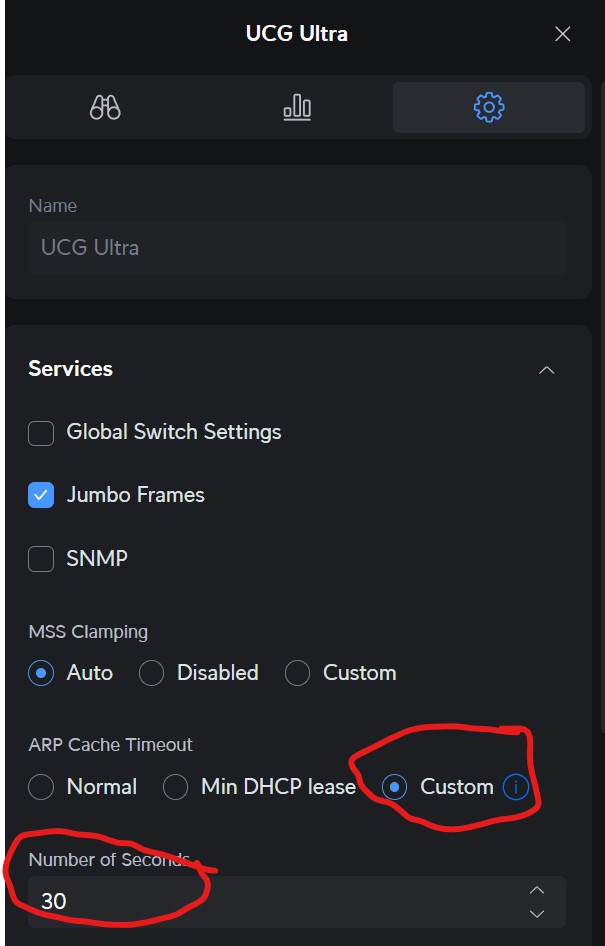 UCG Ultra
Name
UCG Ultra
Services
Global Switch Settings
Jumbo Frames
SNMP
MSS Clamping
Auto Disabled Custom
ARP Cache Timeout
Normal Min DHCP lease Custom
Number of Seconds
30